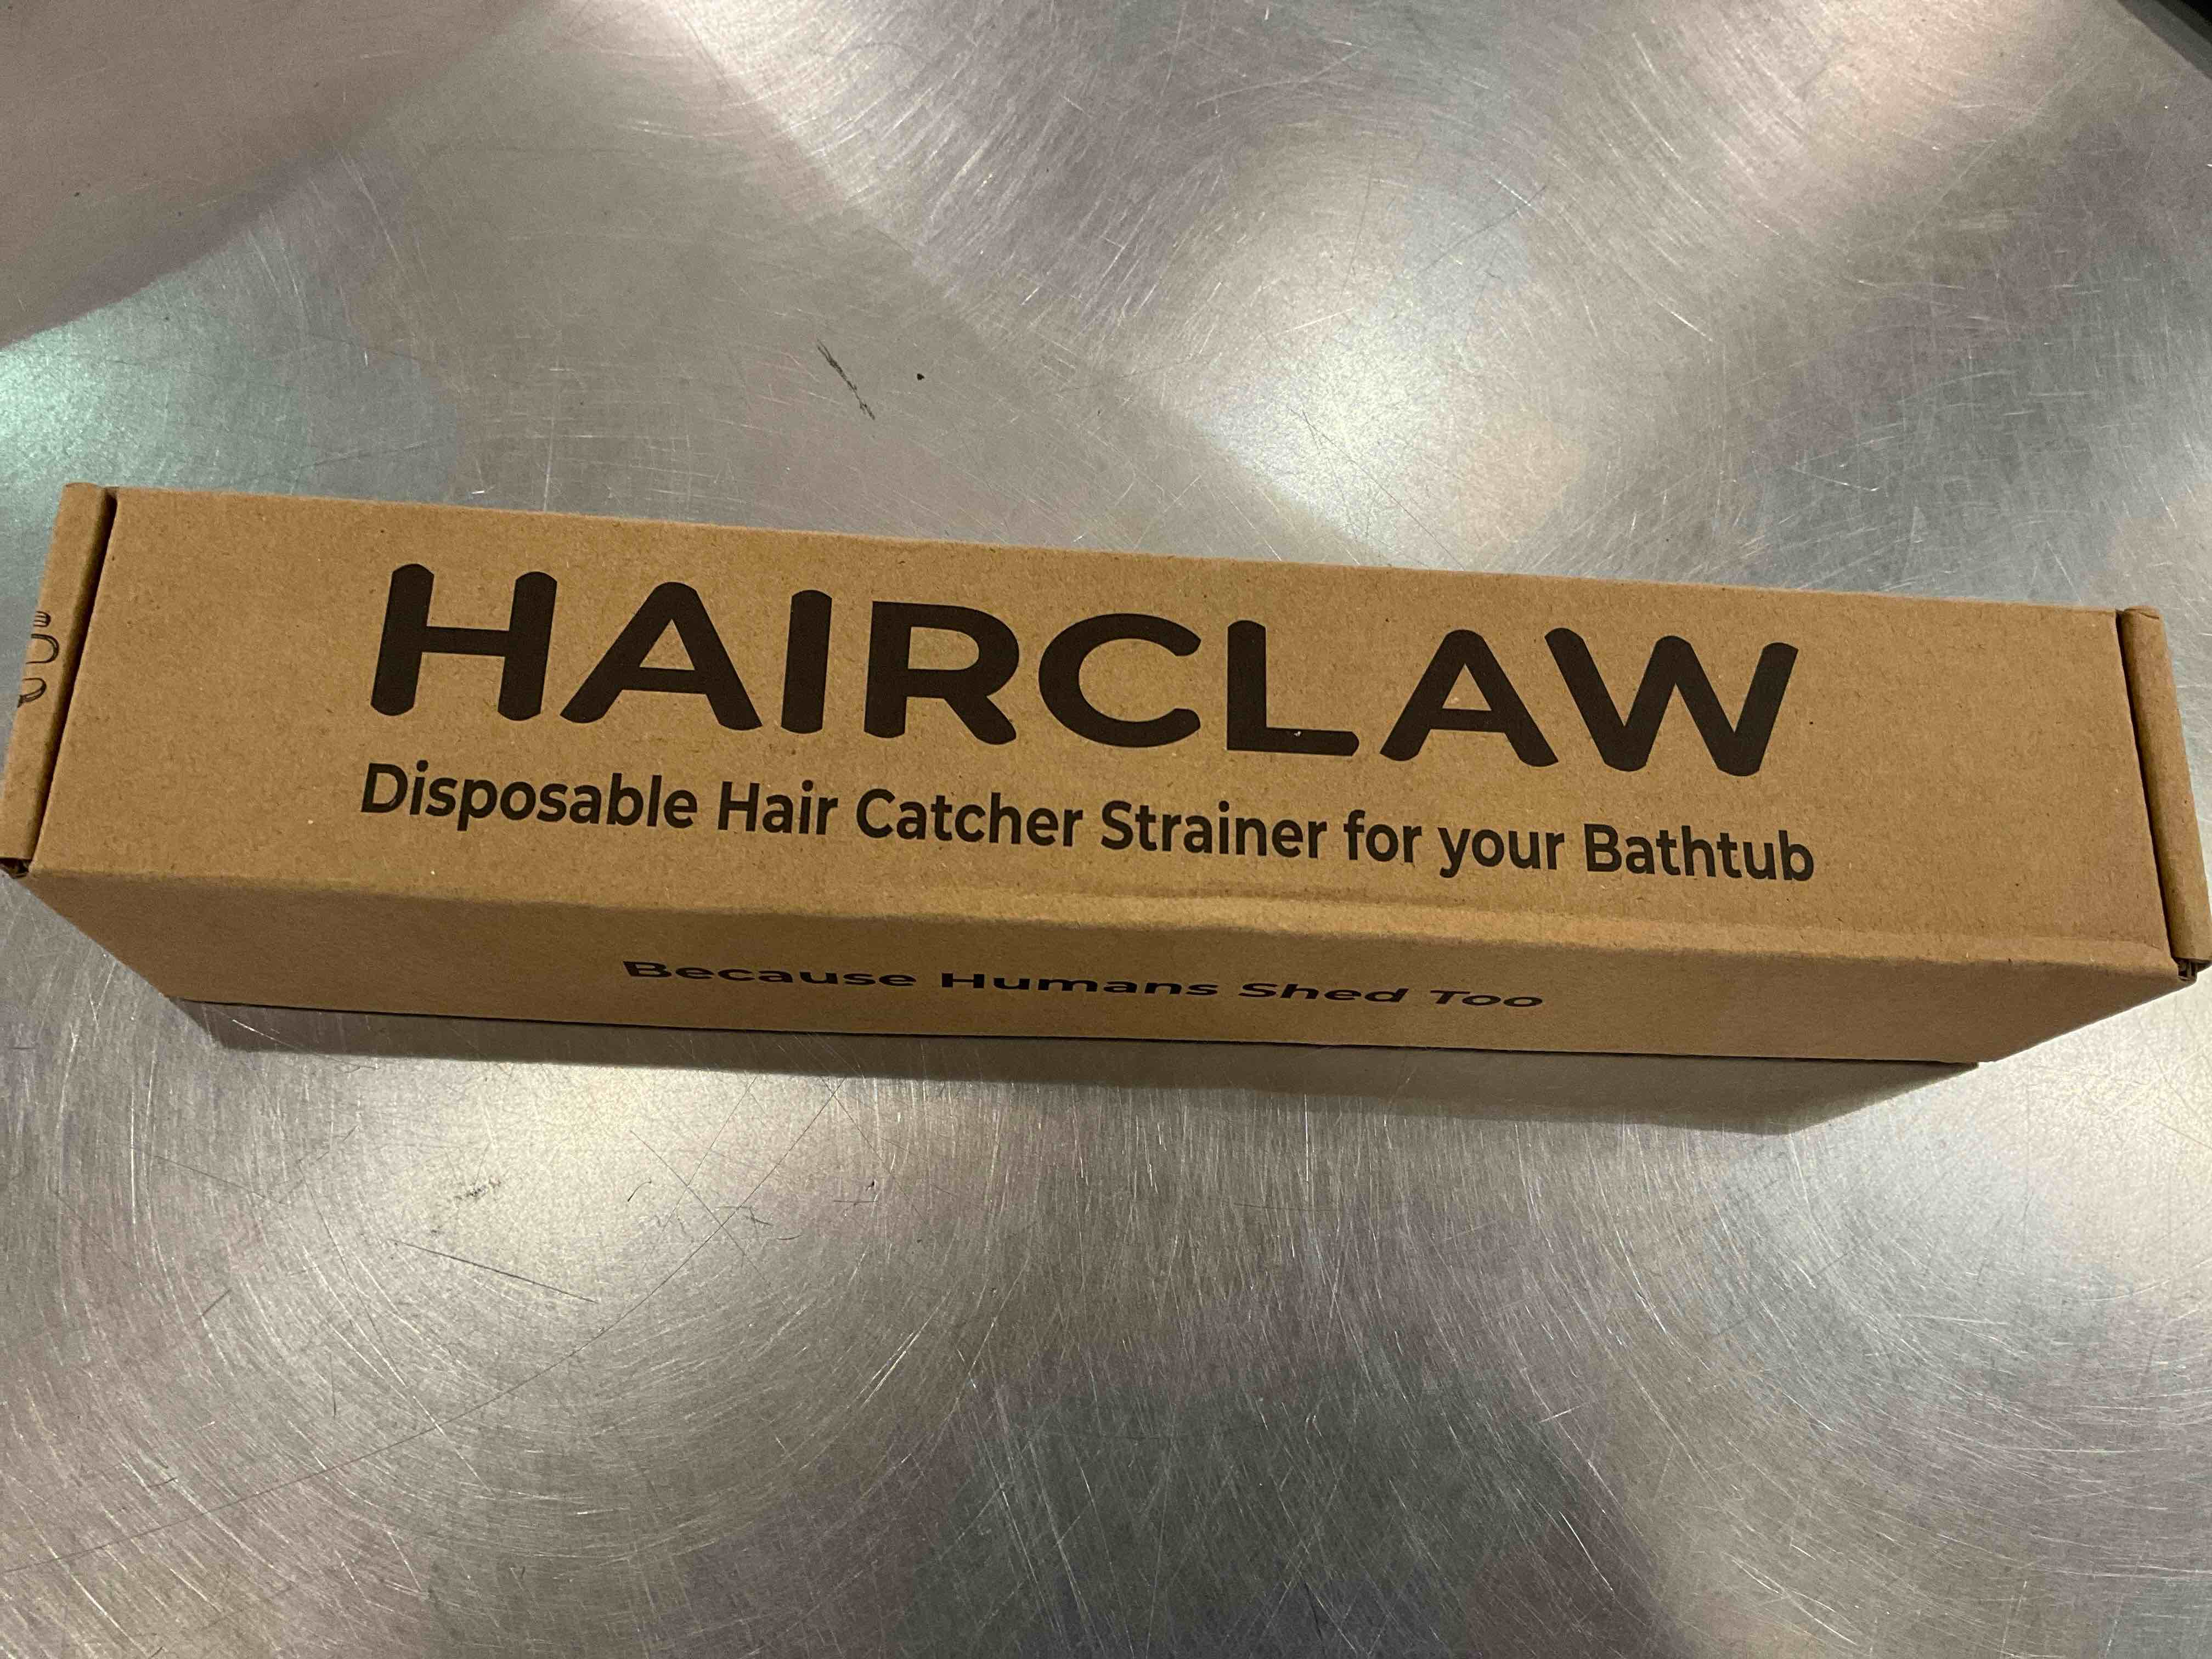 HAIRCLAW
Disposable Hair Catcher Strainer for your Bathtub
Because Humans Shed Too